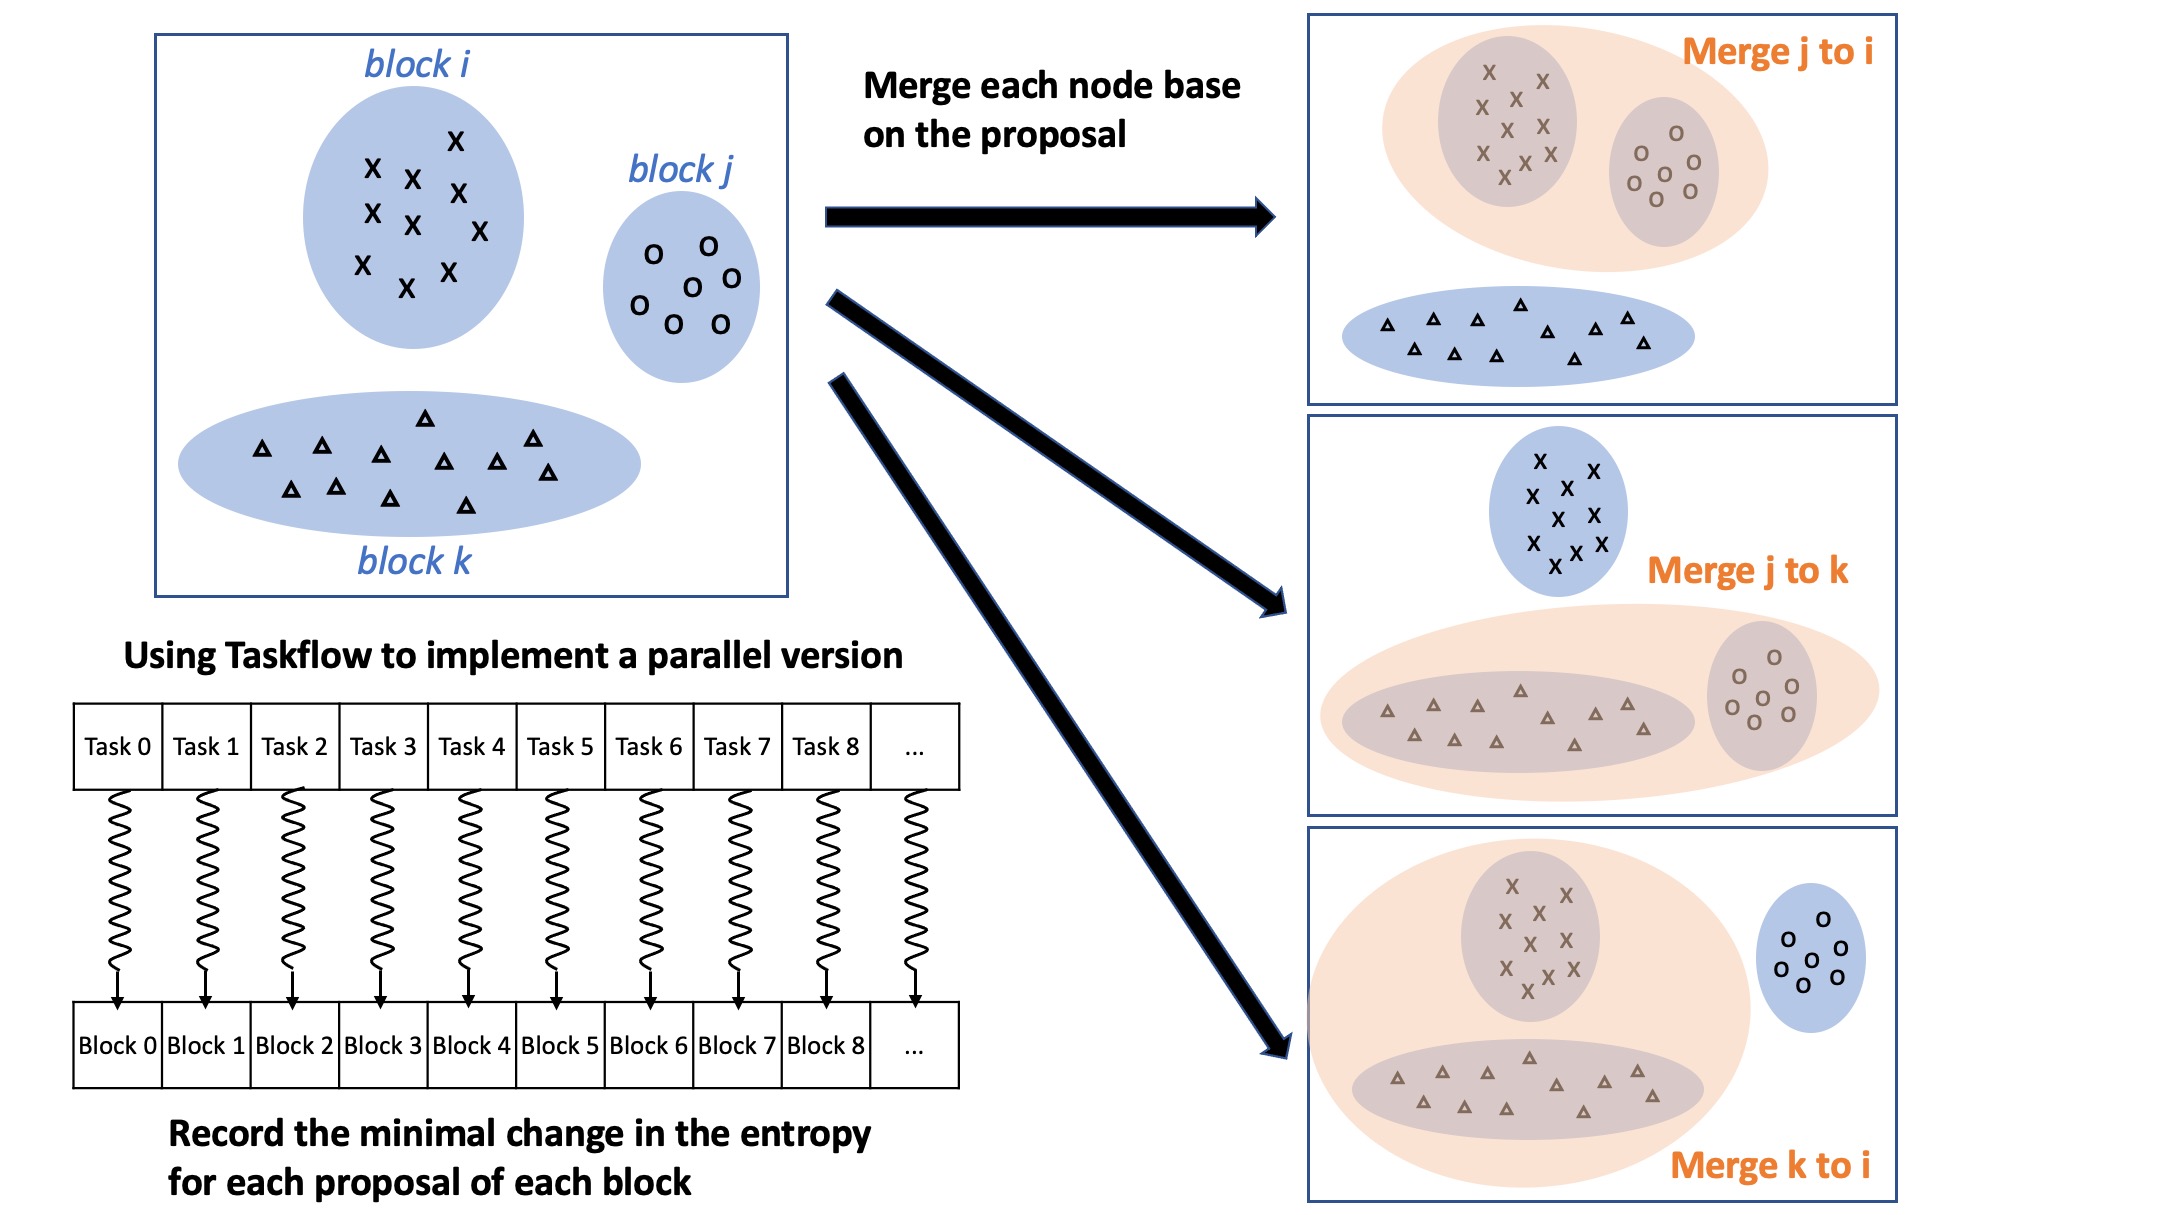 block i
block j
block k
Merge each node base
on the proposal
Merge j to i
Merge j to k
Merge k to i
Using Taskflow to implement a parallel version
Task 0 Task 1 Task 2 Task 3 Task 4 Task 5 Task 6 Task 7 Task 8 ...
Block 0 Block 1 Block 2 Block 3 Block 4 Block 5 Block 6 Block 7 Block 8 ...
Record the minimal change in the entropy
for each proposal of each block